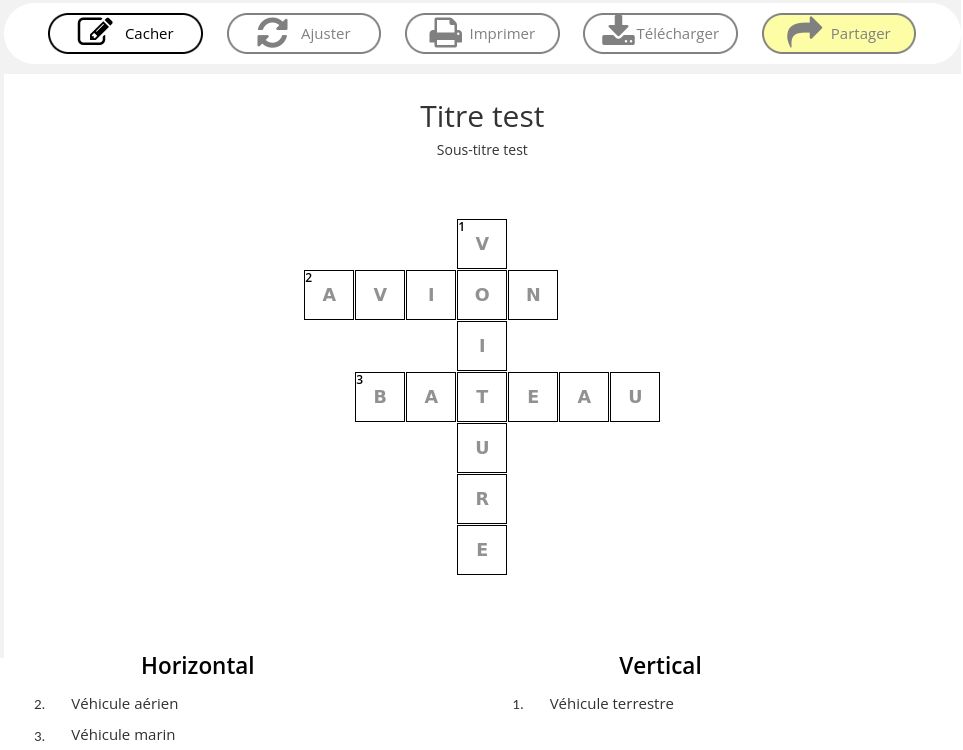 Cacher Ajuster Imprimer Télécharger Partager
Titre test
Sous-titre test
1 V
2 A V I O N
I
3 B A T E A U
U
R
E
Horizontal Vertical
2. Véhicule aérien 1. Véhicule terrestre
3. Véhicule marin